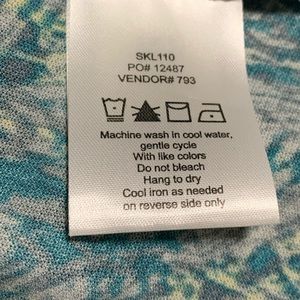 SKL110
PO# 12487
VENDOR# 793
Machine wash in cool water,
gentle cycle
With like colors
Do not bleach
Hang to dry
Cool iron as needed
on reverse side only